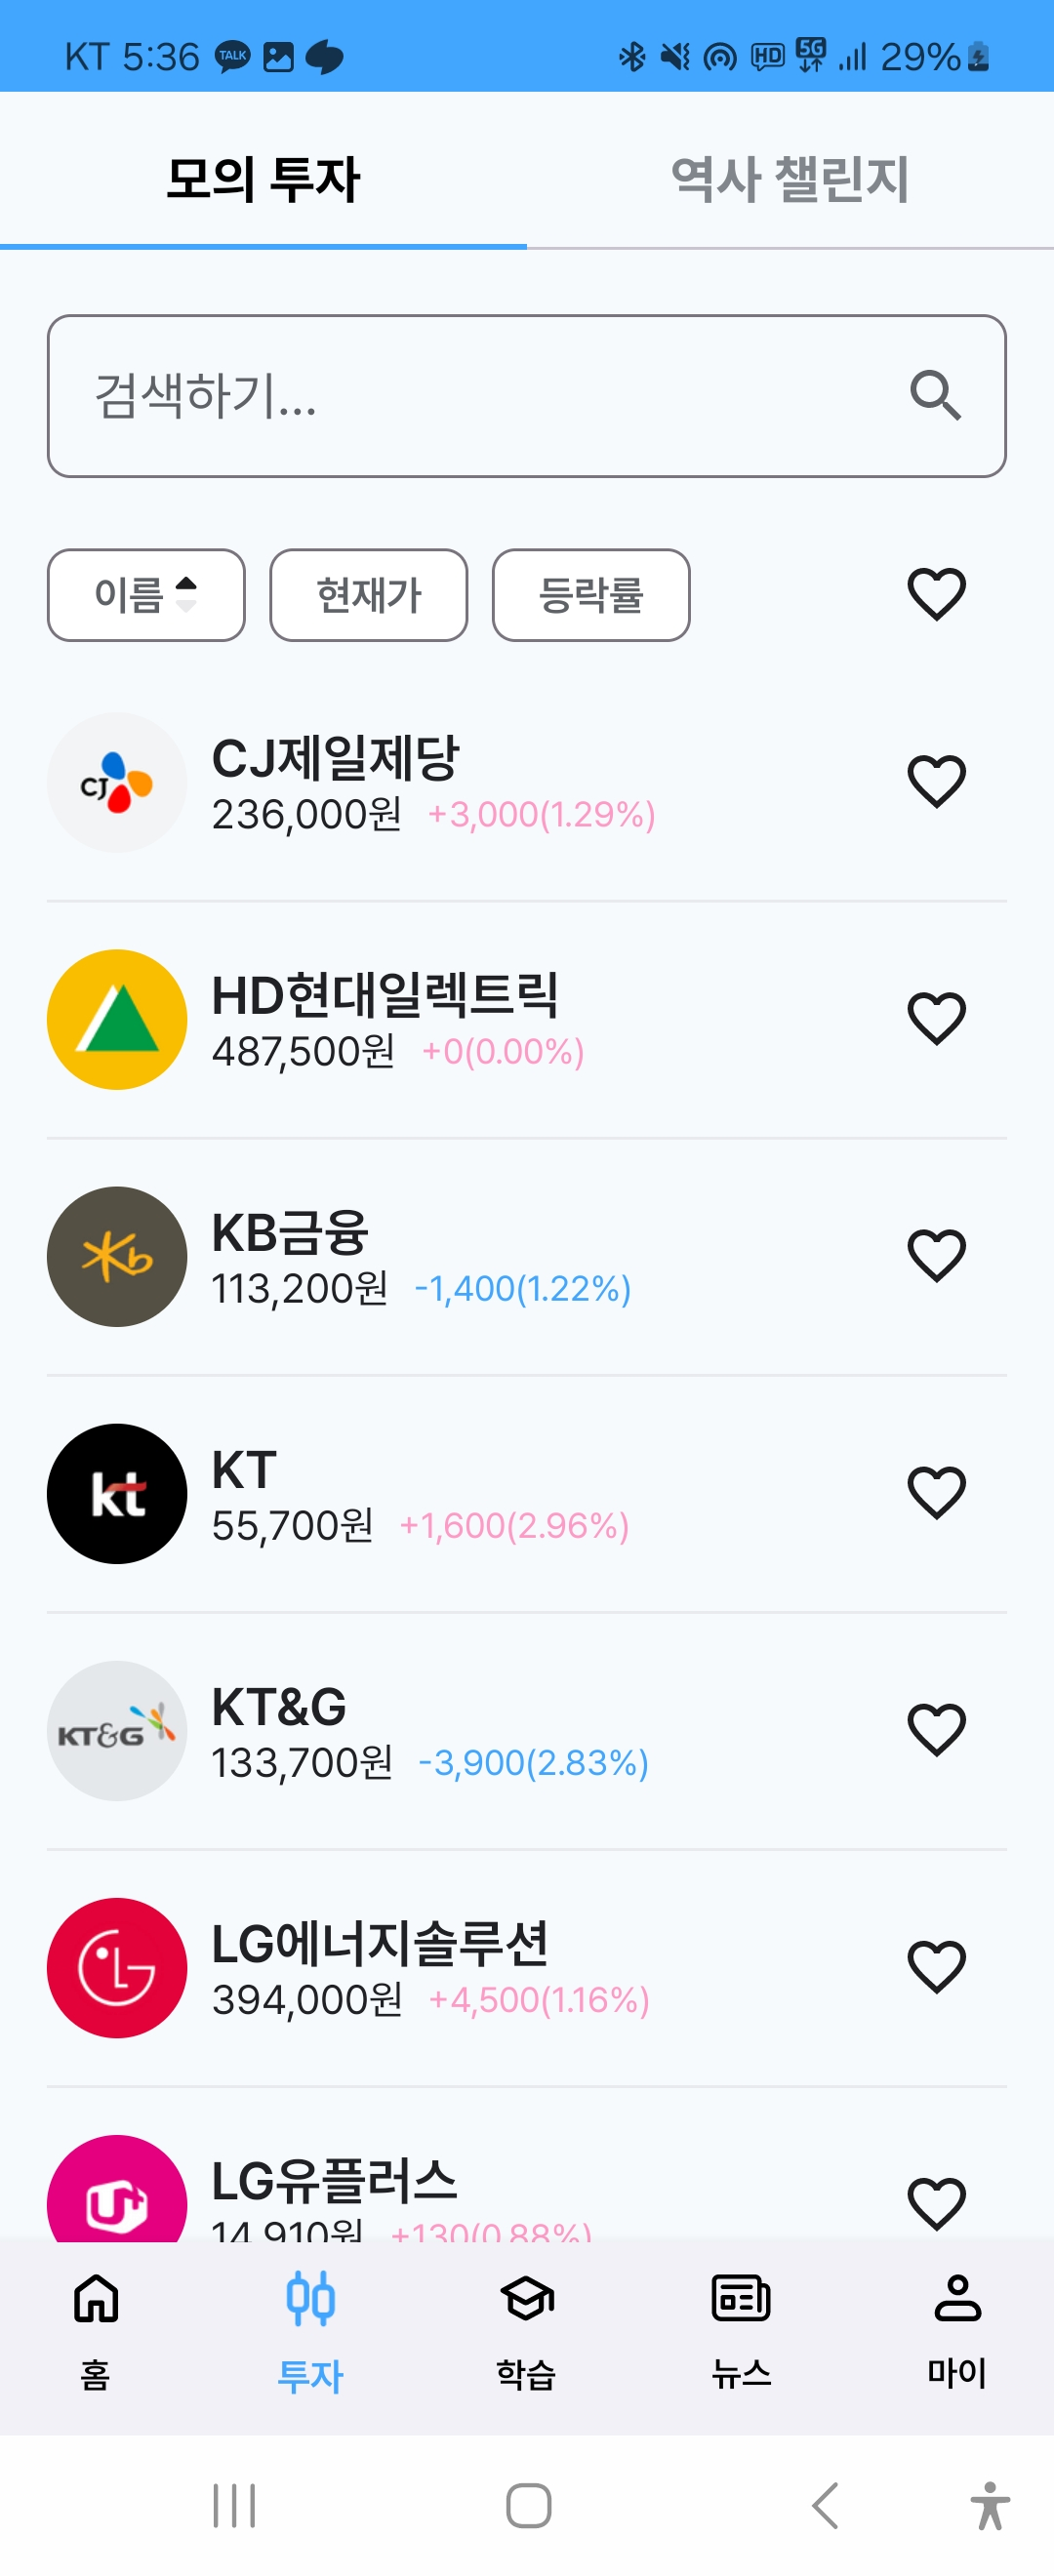 KT 5:36 TALK HD 5G 29%
모의 투자 역사 챌린지
검색하기...
이름 현재가 등락률
CJ
CJ제일제당
236,000원 +3,000(1.29%)
HD현대일렉트릭
487,500원 +0(0.00%)
Kb
KB금융
113,200원 -1,400(1.22%)
kt
KT
55,700원 +1,600(2.96%)
KT&G
KT&G
133,700원 -3,900(2.83%)
LG
LG에너지솔루션
394,000원 +4,500(1.16%)
U+
LG유플러스
14,910원 +130(0.88%)
홈 투자 학습 뉴스 마이